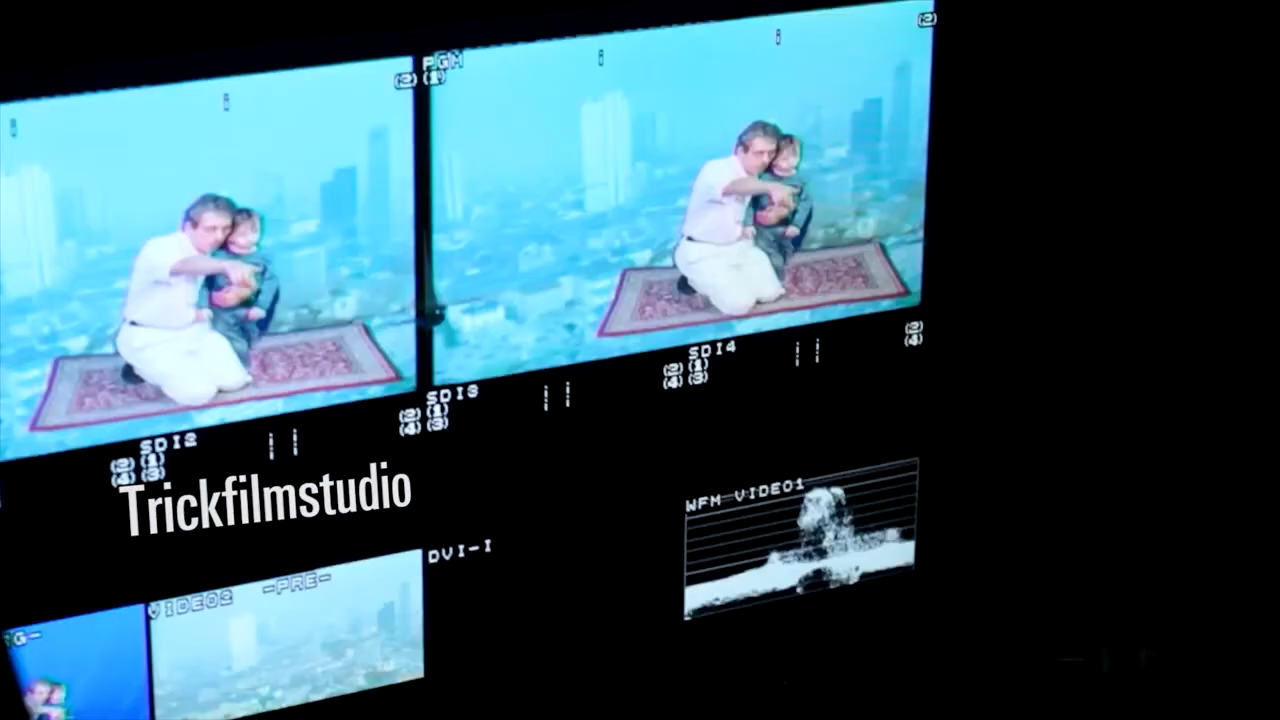 (2)
PGM
(2) (1)
SDI4
(2)
(4)
(2) (1)
(4) (3)
SDI3
(2) (1)
(4) (3)
SDI2
(2) (1)
(4) (3)
Trickfilmstudio
WFM VIDEO1
DVI-I
VIDEO2 -PRE-